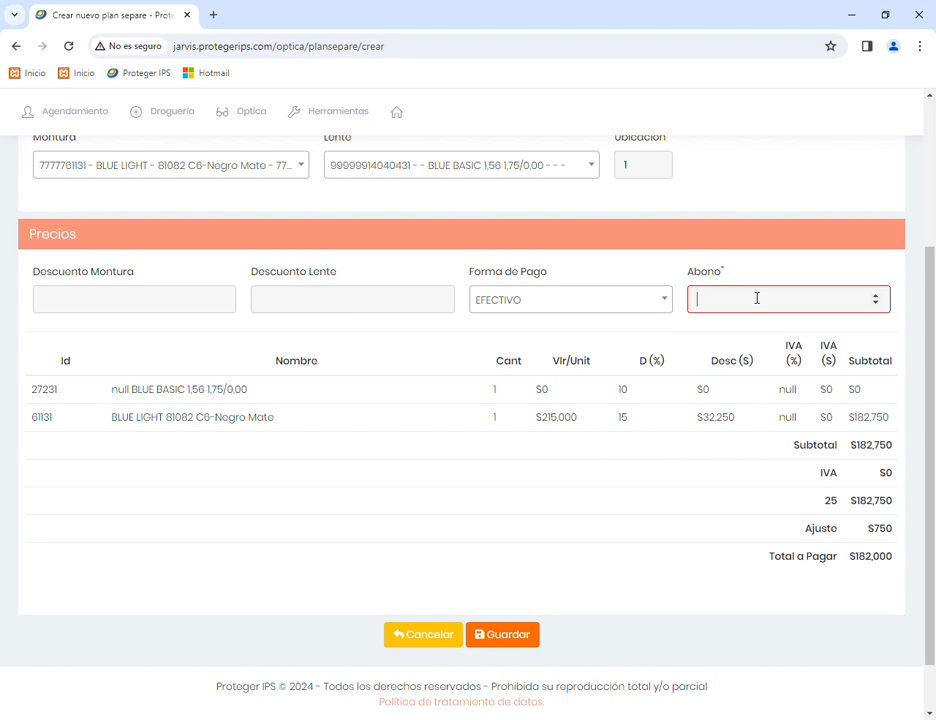 Crear nuevo plan separe - Prote
No es seguro
jarvis.protegerips.com/optica/plansepare/crear
Inicio
Inicio
Proteger IPS
Hotmail
Agendamiento
Droguería
Optica
Herramientas
Montura
Lente
Ubicación
7777761131 - BLUE LIGHT - 81082 C6-Negro Mate - 77...
99999914040431 - - BLUE BASIC 1,56 1,75/0,00 - - -
1
Precios
Descuento Montura
Descuento Lente
Forma de Pago
Abono*
EFECTIVO
Id Nombre Cant Vlr/Unit D (%) Desc ($) IVA (%) IVA ($) Subtotal
27231 null BLUE BASIC 1,56 1,75/0,00 1 $0 10 $0 null $0 $0
61131 BLUE LIGHT 81082 C6-Negro Mate 1 $215,000 15 $32,250 null $0 $182,750
Subtotal $182,750
IVA $0
25 $182,750
Ajuste $750
Total a Pagar $182,000
Cancelar
Guardar
Proteger IPS © 2024 - Todos los derechos reservados - Prohibida su reproducción total y/o parcial
Política de tratamiento de datos.